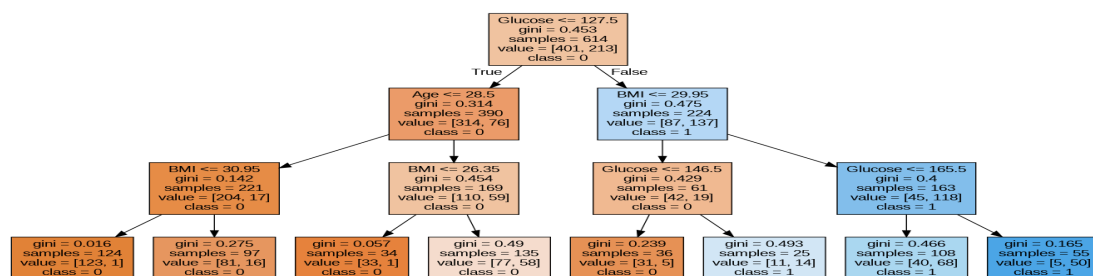 Glucose <= 127.5
gini = 0.453
samples = 614
value = [401, 213]
class = 0
True
False
Age <= 28.5
gini = 0.314
samples = 390
value = [314, 76]
class = 0
BMI <= 29.95
gini = 0.475
samples = 224
value = [87, 137]
class = 1
BMI <= 30.95
gini = 0.142
samples = 221
value = [204, 17]
class = 0
BMI <= 26.35
gini = 0.454
samples = 169
value = [110, 59]
class = 0
Glucose <= 146.5
gini = 0.429
samples = 61
value = [42, 19]
class = 0
Glucose <= 165.5
gini = 0.4
samples = 163
value = [45, 118]
class = 1
gini = 0.016
samples = 124
value = [123, 1]
class = 0
gini = 0.275
samples = 97
value = [81, 16]
class = 0
gini = 0.057
samples = 34
value = [33, 1]
class = 0
gini = 0.49
samples = 135
value = [77, 58]
class = 0
gini = 0.239
samples = 36
value = [31, 5]
class = 0
gini = 0.493
samples = 25
value = [11, 14]
class = 1
gini = 0.466
samples = 108
value = [40, 68]
class = 1
gini = 0.165
samples = 55
value = [5, 50]
class = 1